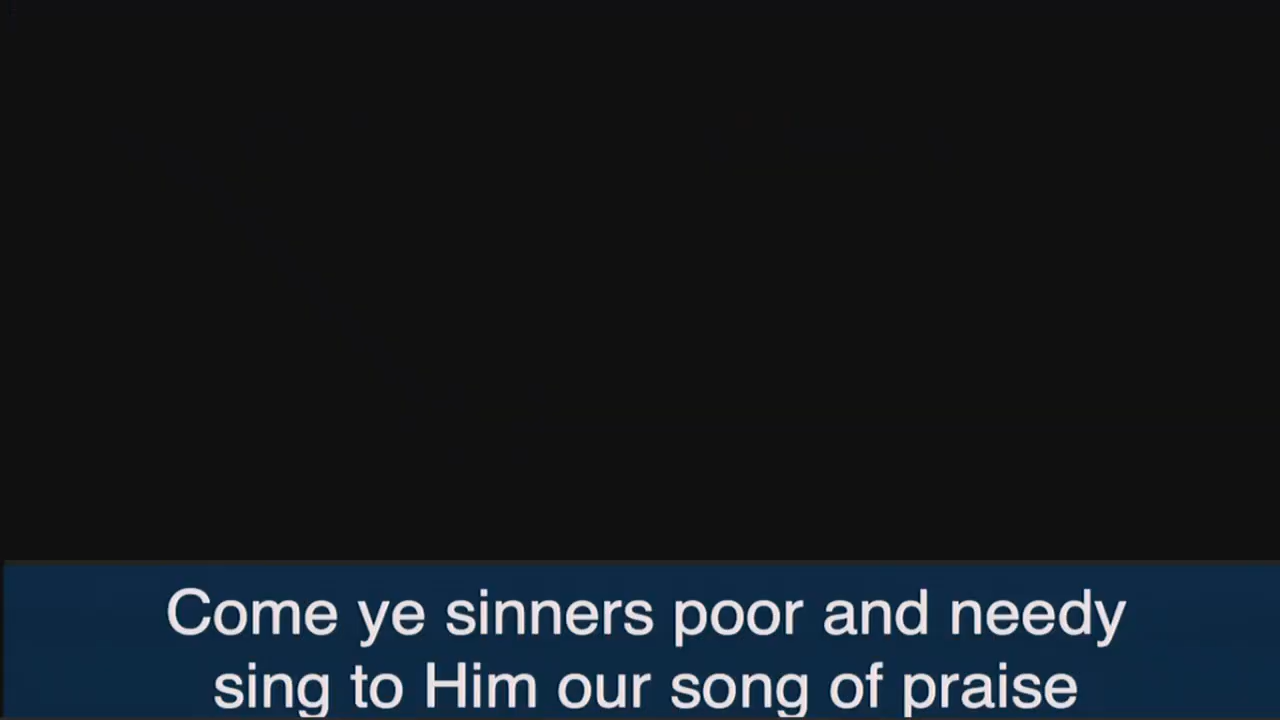 Come ye sinners poor and needy
sing to Him our song of praise